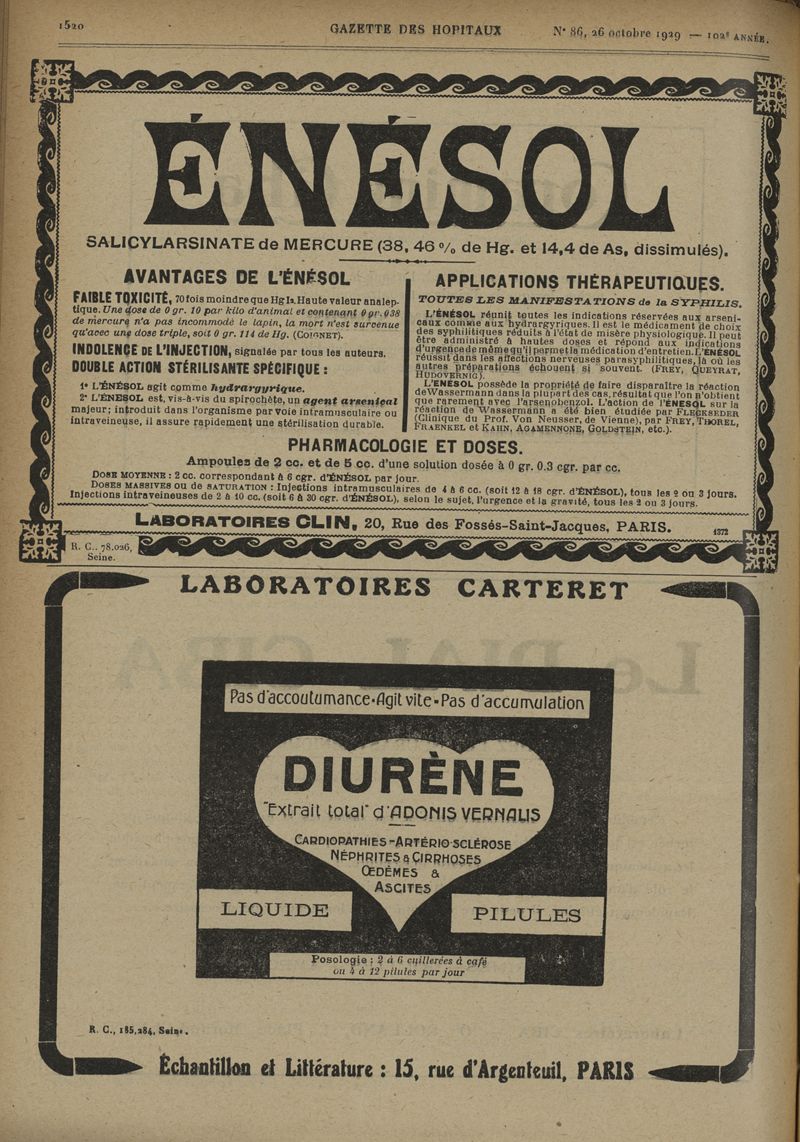 1520
GAZETTE DES HOPITAUX
N° 86, 26 octobre 1929 — 102e ANNÉE.
ÉNÉSOL
SALICYLARSINATE de MERCURE (38, 46 % de Hg. et 14,4 de As, dissimulés).
AVANTAGES DE L'ÉNÉSOL
FAIBLE TOXICITÉ, 70 fois moindre que Hg I2. Haute valeur analep-
tique. Une dose de 0 gr. 10 par kilo d'animal et contenant 0 gr. 038
de mercure n'a pas incommodé le lapin, la mort n'est survenue
qu'avec une dose triple, soit 0 gr. 114 de Hg. (COIGNET).
INDOLENCE DE L'INJECTION, signalée par tous les auteurs.
DOUBLE ACTION STÉRILISANTE SPÉCIFIQUE :
1° L'ÉNÉSOL agit comme hydrargyrique.
2° L'ÉNÉSOL est, vis-à-vis du spirochète, un agent arsenical
majeur; introduit dans l'organisme par voie intramusculaire ou
intraveineuse, il assure rapidement une stérilisation durable.
APPLICATIONS THÉRAPEUTIQUES.
TOUTES LES MANIFESTATIONS de la SYPHILIS.
L'ÉNÉSOL réunit toutes les indications réservées aux arseni-
caux comme aux hydrargyriques. Il est le médicament de choix
des syphilitiques réduits à l'état de misère physiologique. Il peut
être administré à hautes doses et répond aux indications
d'urgence de même qu'il permet la médication d'entretien. L'ÉNÉSOL
réussit dans les affections nerveuses parasyphilitiques, là où les
autres préparations échouent si souvent. (FREY, QUEYRAT,
HUDOVERNIG).
L'ÉNÉSOL possède la propriété de faire disparaître la réaction
de Wassermann dans la plupart des cas, résultat que l'on n'obtient
que rarement avec l'arsenobenzol. L'action de l'ÉNÉSOL sur la
réaction de Wassermann a été bien étudiée par FLECKSEDER
(Clinique du Prof. Von Neusser, de Vienne), par FREY, THOREL,
FRAENKEL et KAHN, AGAMENNONE, GOLDSTEIN, etc.).
PHARMACOLOGIE ET DOSES.
Ampoules de 2 cc. et de 5 cc. d'une solution dosée à 0 gr. 0.3 cgr. par cc.
DOSE MOYENNE : 2 cc. correspondant à 6 cgr. d'ÉNÉSOL par jour.
DOSES MASSIVES ou de SATURATION : Injections intramusculaires de 4 à 6 cc. (soit 12 à 18 cgr. d'ÉNÉSOL), tous les 2 ou 3 jours.
Injections intraveineuses de 2 à 10 cc. (soit 6 à 30 cgr. d'ÉNÉSOL), selon le sujet, l'urgence et la gravité, tous les 2 ou 3 jours.
LABORATOIRES CLIN, 20, Rue des Fossés-Saint-Jacques, PARIS.
1372
R. C.. 78.026,
Seine.
LABORATOIRES CARTERET
Pas d'accoutumance - Agit vite - Pas d'accumulation
DIURÈNE
"Extrait total" d'ADONIS VERNALIS
CARDIOPATHIES - ARTÉRIO-SCLÉROSE
NÉPHRITES & CIRRHOSES
ŒDÈMES &
ASCITES
LIQUIDE
PILULES
Posologie : 2 à 6 cuillerées à café
ou 4 à 12 pilules par jour
R. C., 185,284, Seine.
Échantillon et Littérature : 15, rue d'Argenteuil, PARIS